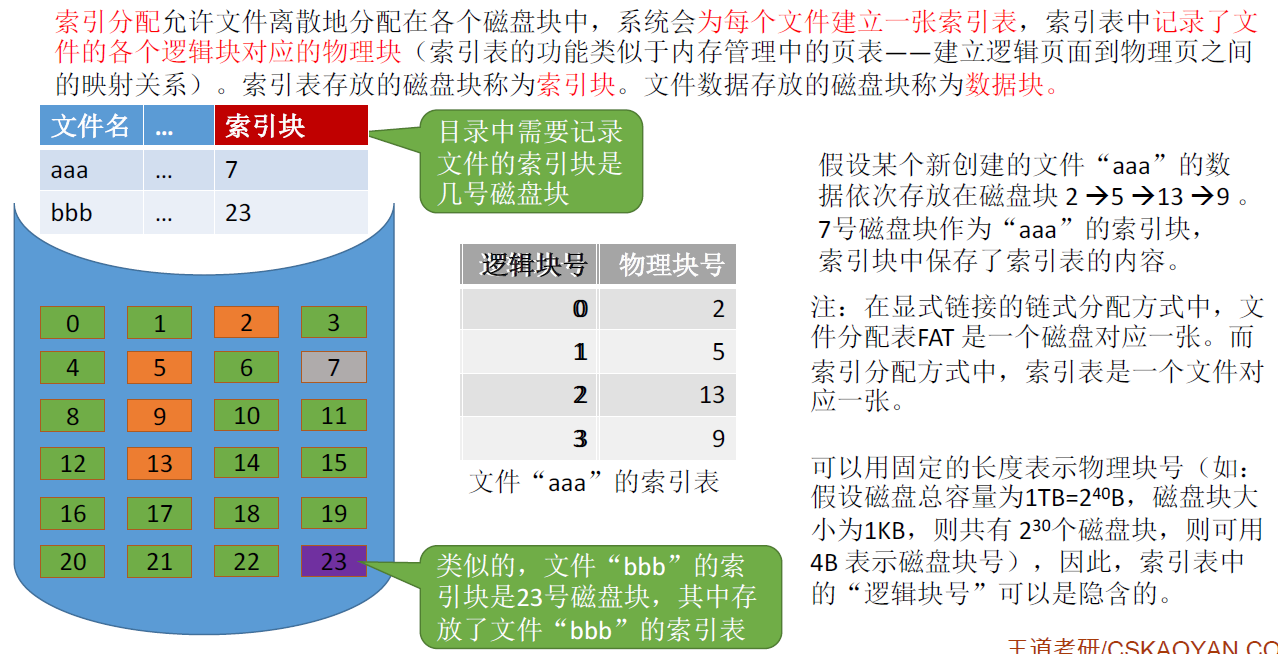 索引分配允许文件离散地分配在各个磁盘块中，系统会为每个文件建立一张索引表，索引表中记录了文
件的各个逻辑块对应的物理块（索引表的功能类似于内存管理中的页表——建立逻辑页面到物理页之间
的映射关系）。索引表存放的磁盘块称为索引块。文件数据存放的磁盘块称为数据块。
文件名 ... 索引块
aaa ... 7
bbb ... 23
目录中需要记录
文件的索引块是
几号磁盘块
0 1 2 3
4 5 6 7
8 9 10 11
12 13 14 15
16 17 18 19
20 21 22 23
逻辑块号 物理块号
0 2
1 5
2 13
3 9
文件“aaa”的索引表
类似的，文件“bbb”的索
引块是23号磁盘块，其中存
放了文件“bbb”的索引表
假设某个新创建的文件“aaa”的数
据依次存放在磁盘块 2 →5 →13 →9 。
7号磁盘块作为“aaa”的索引块，
索引块中保存了索引表的内容。
注：在显式链接的链式分配方式中，文
件分配表FAT 是一个磁盘对应一张。而
索引分配方式中，索引表是一个文件对
应一张。
可以用固定的长度表示物理块号（如：
假设磁盘总容量为1TB=2⁴⁰B，磁盘块大
小为1KB，则共有 2³⁰个磁盘块，则可用
4B 表示磁盘块号），因此，索引表中
的“逻辑块号”可以是隐含的。
王道考研/CSKAOYAN.CO